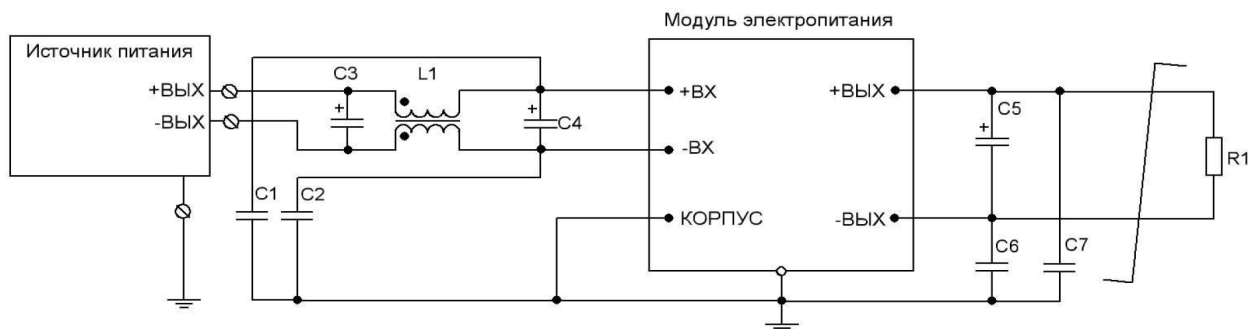 Модуль электропитания
Источник питания
+ВЫХ
-ВЫХ
C3
+
L1
+
C4
+ВХ
-ВХ
КОРПУС
+ВЫХ
-ВЫХ
C5
+
R1
C1
C2
C6
C7